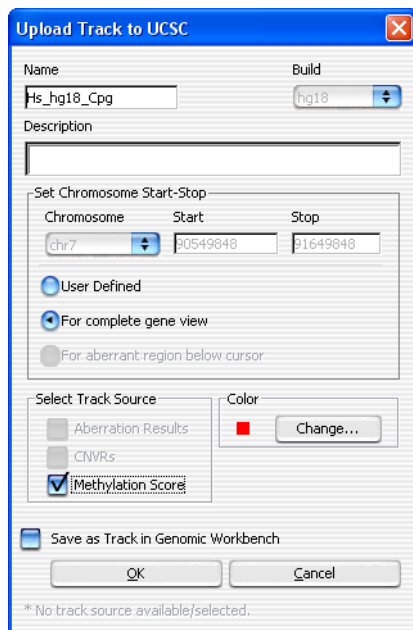 Upload Track to UCSC
Name Build
Hs_hg18_Cpg hg18
Description
Set Chromosome Start-Stop
Chromosome Start Stop
chr7 90549848 91649848
User Defined
For complete gene view
For aberrant region below cursor
Select Track Source Color
Aberration Results Change...
CNVRs
Methylation Score
Save as Track in Genomic Workbench
OK Cancel
* No track source available/selected.